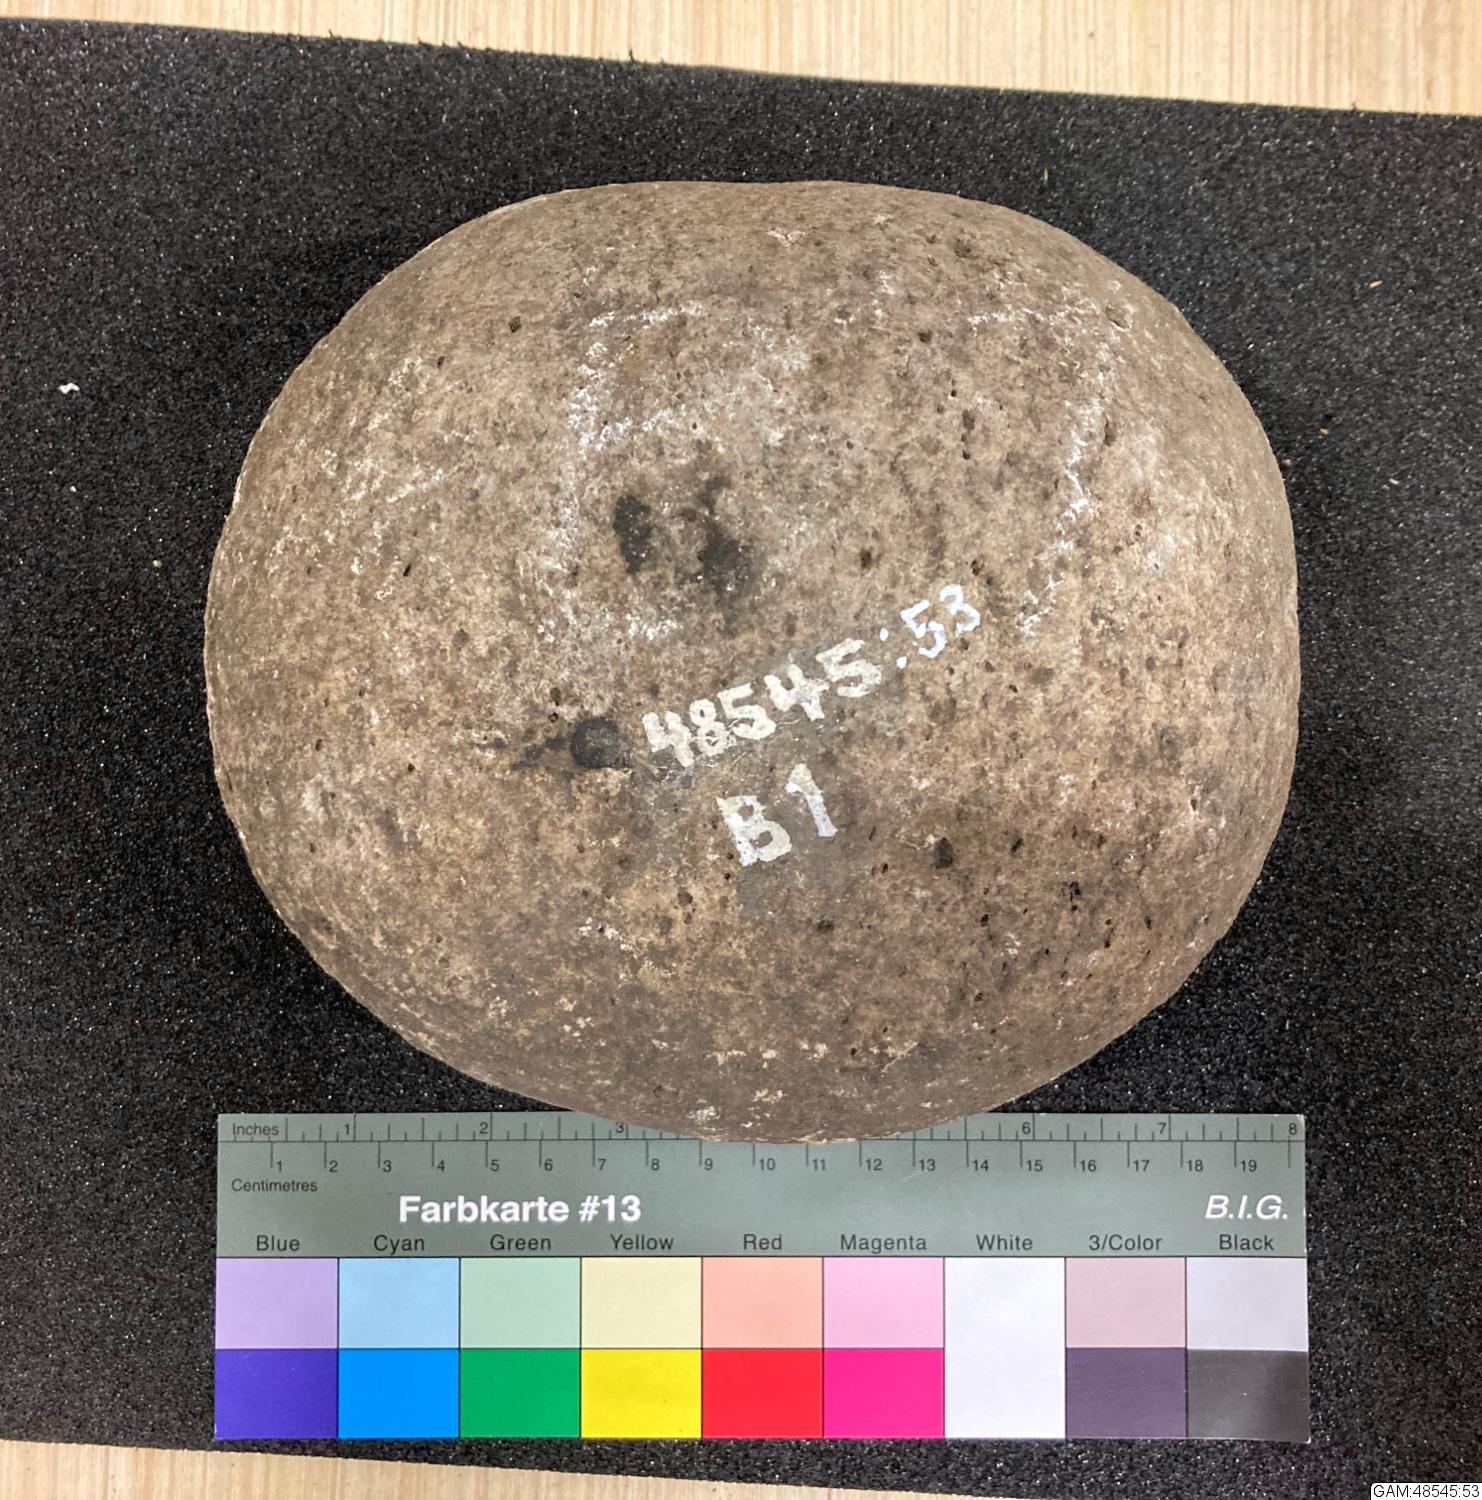 48545:53
B1
Inches 1 2 3 6 7 8
1 2 3 4 5 6 7 8 9 10 11 12 13 14 15 16 17 18 19
Centimetres
Farbkarte #13 B.I.G.
Blue Cyan Green Yellow Red Magenta White 3/Color Black
GAM:48545:53